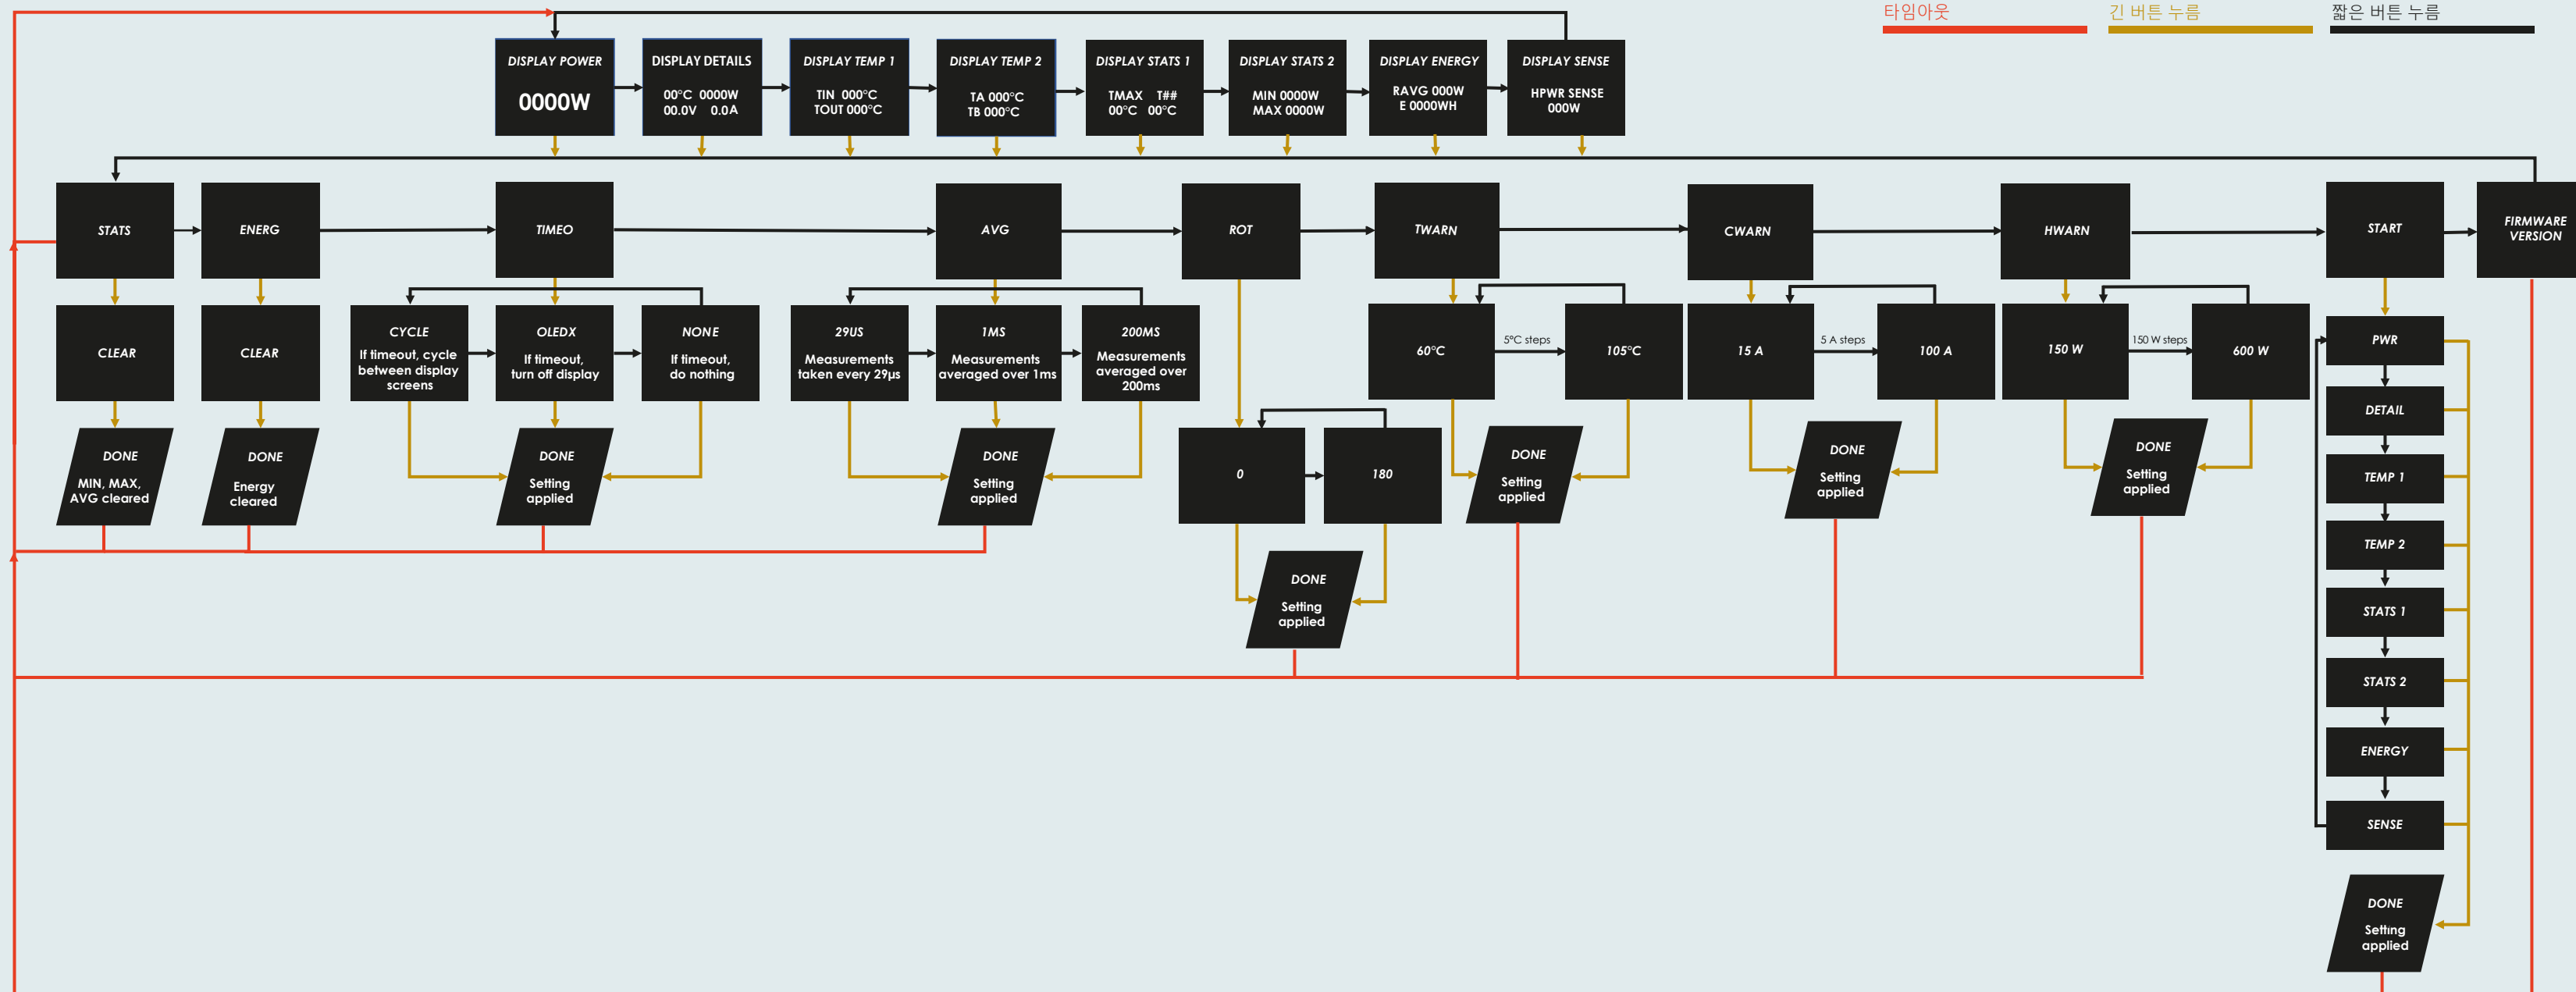 타임아웃
긴 버튼 누름
짧은 버튼 누름
DISPLAY POWER
0000W
DISPLAY DETAILS
00°C 0000W
00.0V 0.0A
DISPLAY TEMP 1
TIN 000°C
TOUT 000°C
DISPLAY TEMP 2
TA 000°C
TB 000°C
DISPLAY STATS 1
TMAX T##
00°C 00°C
DISPLAY STATS 2
MIN 0000W
MAX 0000W
DISPLAY ENERGY
RAVG 000W
E 0000WH
DISPLAY SENSE
HPWR SENSE
000W
STATS
ENERG
TIMEO
AVG
ROT
TWARN
CWARN
HWARN
START
FIRMWARE
VERSION
CLEAR
CLEAR
CYCLE
If timeout, cycle
between display
screens
OLEDX
If timeout,
turn off display
NONE
If timeout,
do nothing
29US
Measurements
taken every 29µs
1MS
Measurements
averaged over 1ms
200MS
Measurements
averaged over
200ms
60°C
5°C steps
105°C
15 A
5 A steps
100 A
150 W
150 W steps
600 W
DONE
MIN, MAX,
AVG cleared
DONE
Energy
cleared
DONE
Setting
applied
DONE
Setting
applied
0
180
DONE
Setting
applied
DONE
Setting
applied
DONE
Setting
applied
DONE
Setting
applied
PWR
DETAIL
TEMP 1
TEMP 2
STATS 1
STATS 2
ENERGY
SENSE
DONE
Setting
applied